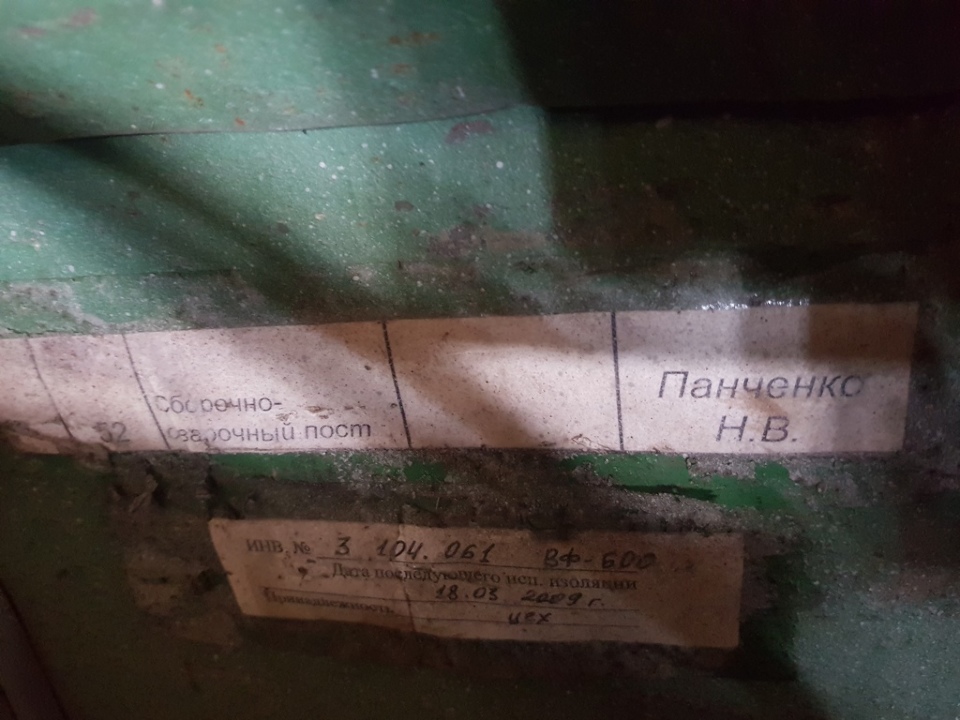 52
Сборочно-
сварочный пост
Панченко
Н.В.
ИНВ. № 3 104.061 ВФ-600
Дата последующего исп. изоляции
18.03 2009 г.
Принадлежность цех